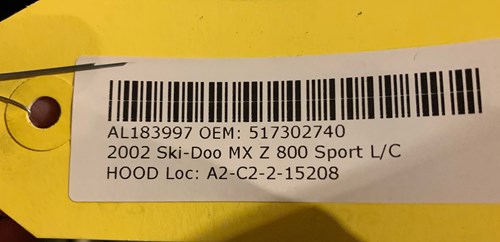 AL183997 OEM: 517302740
2002 Ski-Doo MX Z 800 Sport L/C
HOOD Loc: A2-C2-2-15208